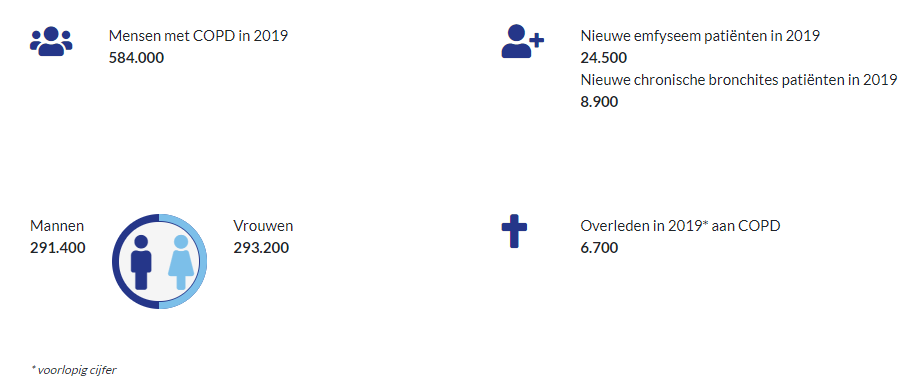 Mensen met COPD in 2019
584.000
Nieuwe emfyseem patiënten in 2019
24.500
Nieuwe chronische bronchites patiënten in 2019
8.900
Mannen
291.400
Vrouwen
293.200
Overleden in 2019* aan COPD
6.700
* voorlopig cijfer